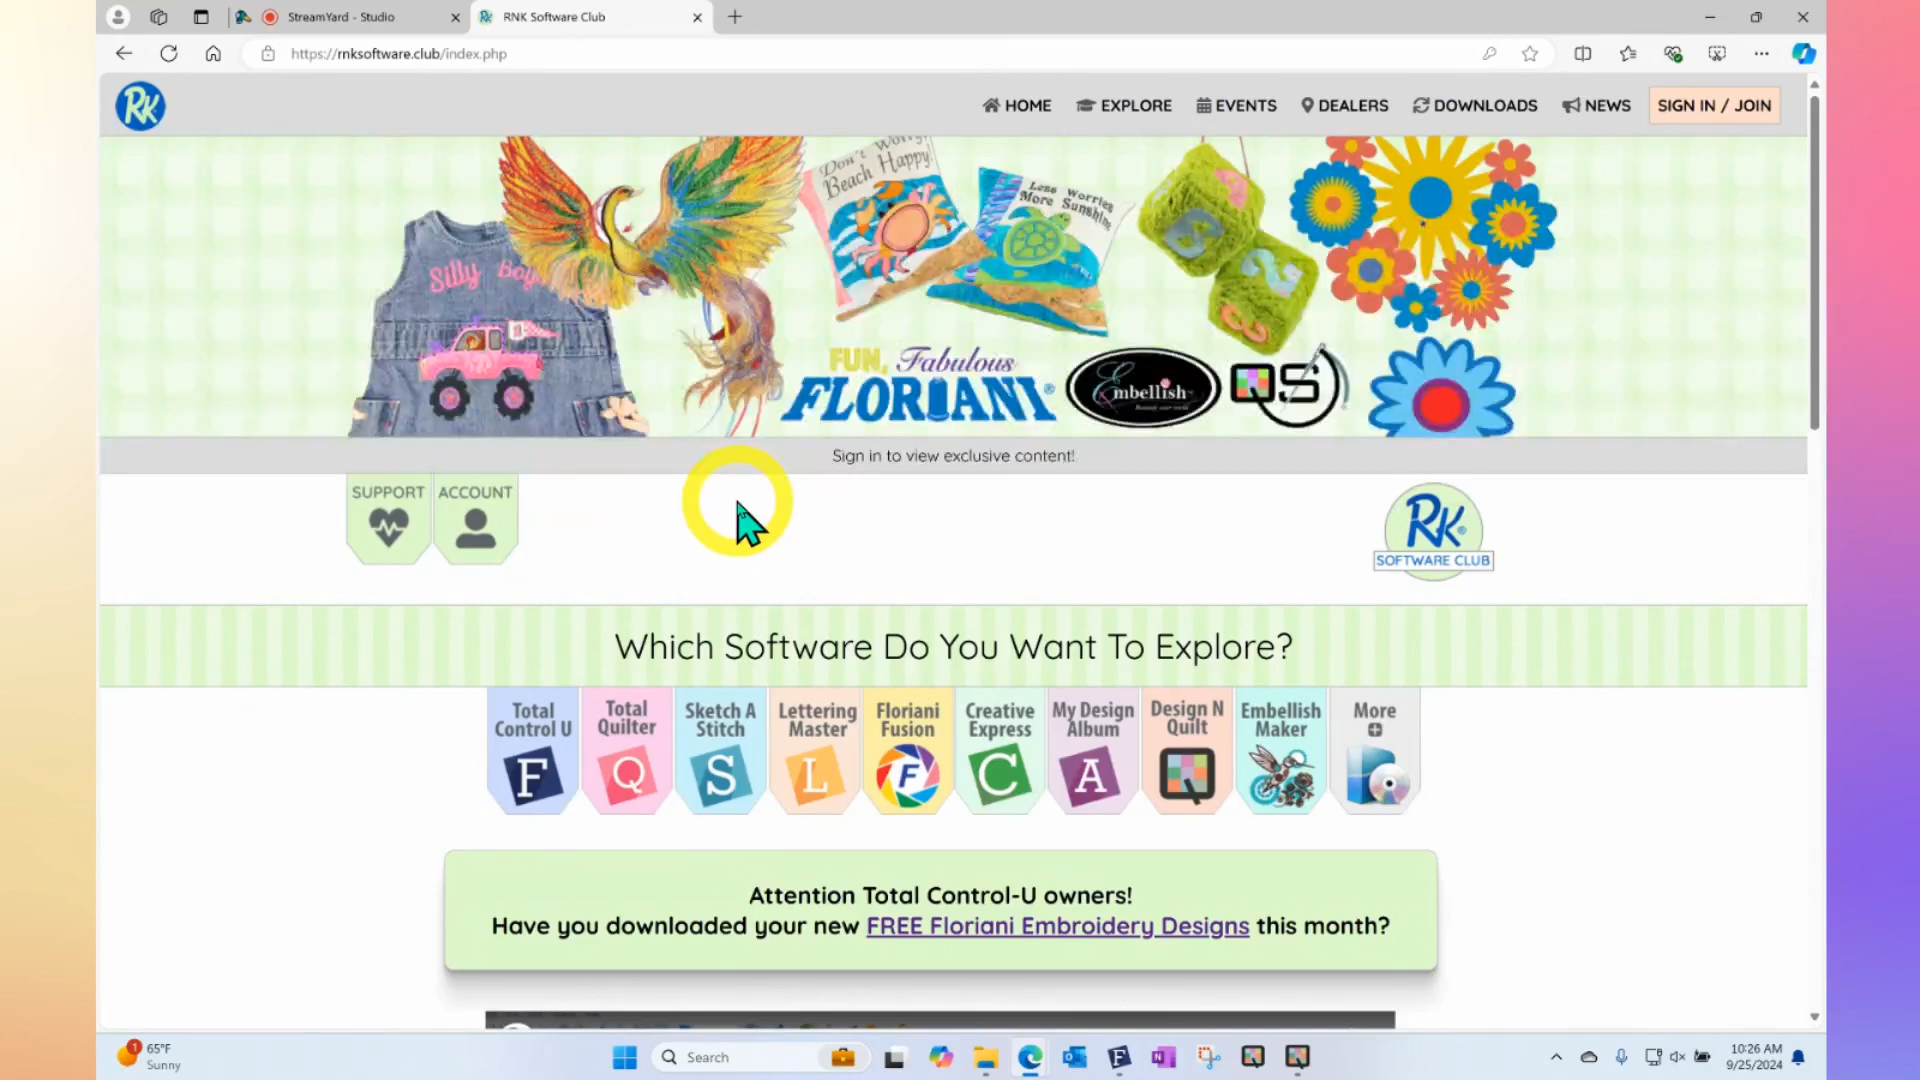 StreamYard - Studio
RNK Software Club
https://rnksoftware.club/index.php
RK
HOME
EXPLORE
EVENTS
DEALERS
DOWNLOADS
NEWS
SIGN IN / JOIN
Silly Boy
Don't Worry
Beach Happy!
Less Worries
More Sunshine
FUN, Fabulous
FLORIANI®
Embellish
QS
Sign in to view exclusive content!
SUPPORT
ACCOUNT
RK
SOFTWARE CLUB
Which Software Do You Want To Explore?
Total
Control U
F
Total
Quilter
Q
Sketch A
Stitch
S
Lettering
Master
L
Floriani
Fusion
F
Creative
Express
C
My Design
Album
A
Design N
Quilt
Embellish
Maker
More
Attention Total Control-U owners!
Have you downloaded your new FREE Floriani Embroidery Designs this month?
1
65°F
Sunny
Search
10:26 AM
9/25/2024